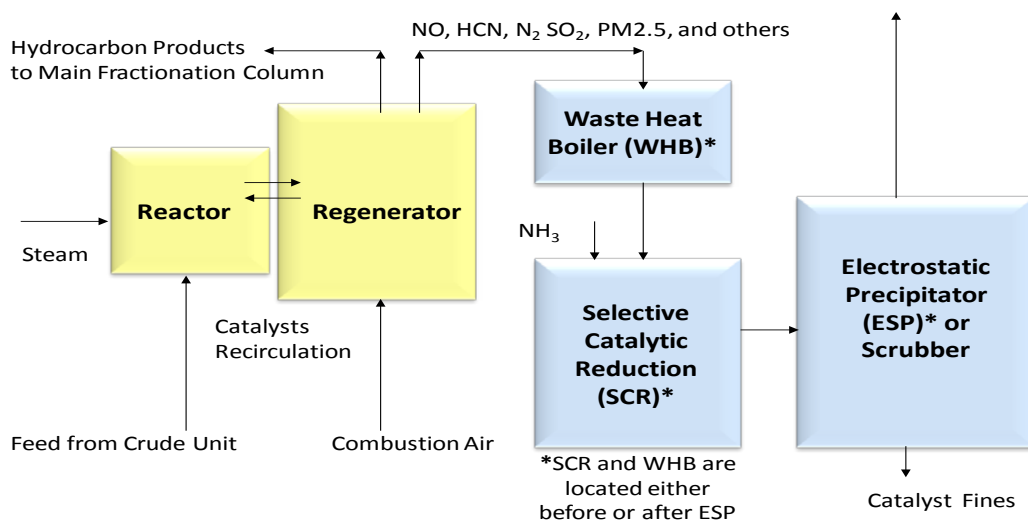 Hydrocarbon Products
to Main Fractionation Column
NO, HCN, N₂ SO₂, PM2.5, and others
Waste Heat
Boiler (WHB)*
Reactor
Regenerator
Steam
NH₃
Catalysts
Recirculation
Selective
Catalytic
Reduction
(SCR)*
Electrostatic
Precipitator
(ESP)* or
Scrubber
Feed from Crude Unit
Combustion Air
*SCR and WHB are
located either
before or after ESP
Catalyst Fines